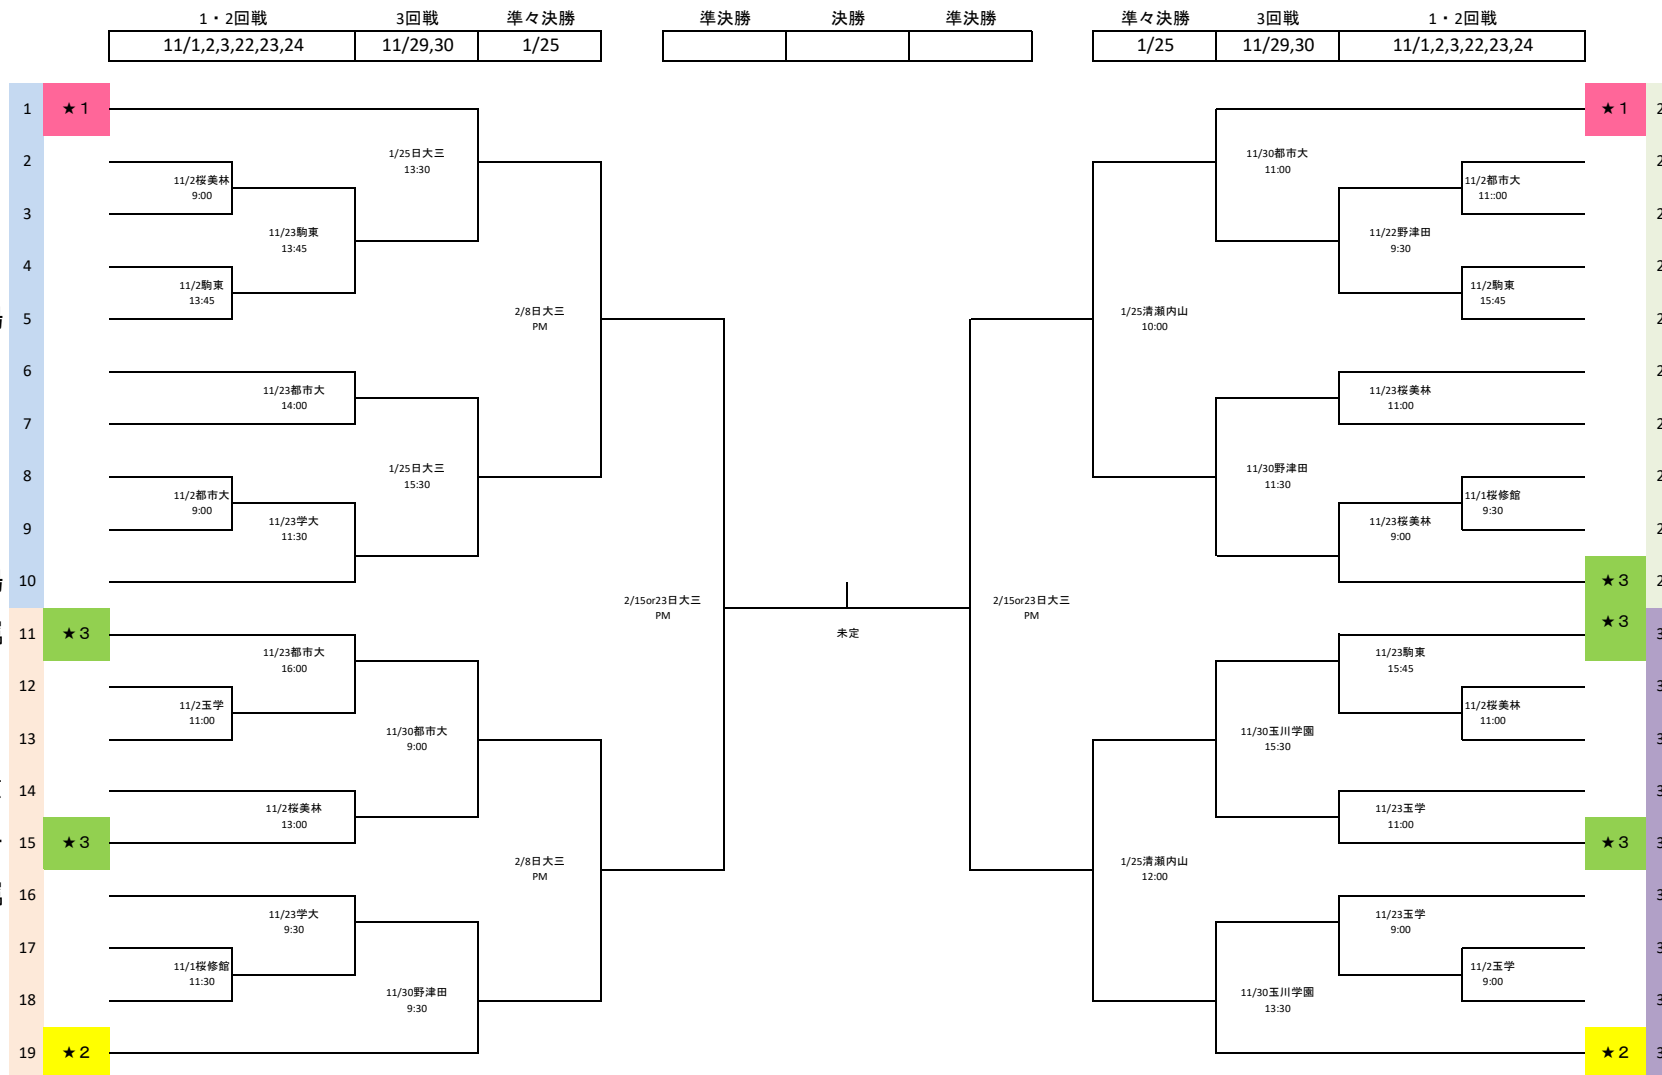 1・2回戦 3回戦 準々決勝 準決勝 決勝 準決勝 準々決勝 3回戦 1・2回戦
11/1,2,3,22,23,24 11/29,30 1/25 1/25 11/29,30 11/1,2,3,22,23,24
1 ★1 ★1
1/25日大三 11/30都市大
13:30 11:00
2
11/2桜美林 11/2都市大
9:00 11::00
3
11/23駒東 11/22野津田
13:45 9:30
4
11/2駒東 11/2駒東
13:45 15:45
2/8日大三 1/25清瀬内山
PM 10:00
5
6
11/23都市大 11/23桜美林
14:00 11:00
7
1/25日大三 11/30野津田
15:30 11:30
8
11/2都市大 11/1桜修館
9:00 9:30
11/23学大 11/23桜美林
11:30 9:00
9
10 ★3
2/15or23日大三 2/15or23日大三
PM PM
★3
未定
11 ★3
11/23都市大 11/23駒東
16:00 15:45
12
11/2玉学 11/2桜美林
11:00 11:00
13
11/30都市大 11/30玉川学園
9:00 15:30
14
11/2桜美林 11/23玉学
13:00 11:00
15 ★3 ★3
2/8日大三 1/25清瀬内山
PM 12:00
16
11/23学大 11/23玉学
9:30 9:00
17
11/1桜修館 11/2玉学
11:30 9:00
18
11/30野津田 11/30玉川学園
9:30 13:30
19 ★2 ★2